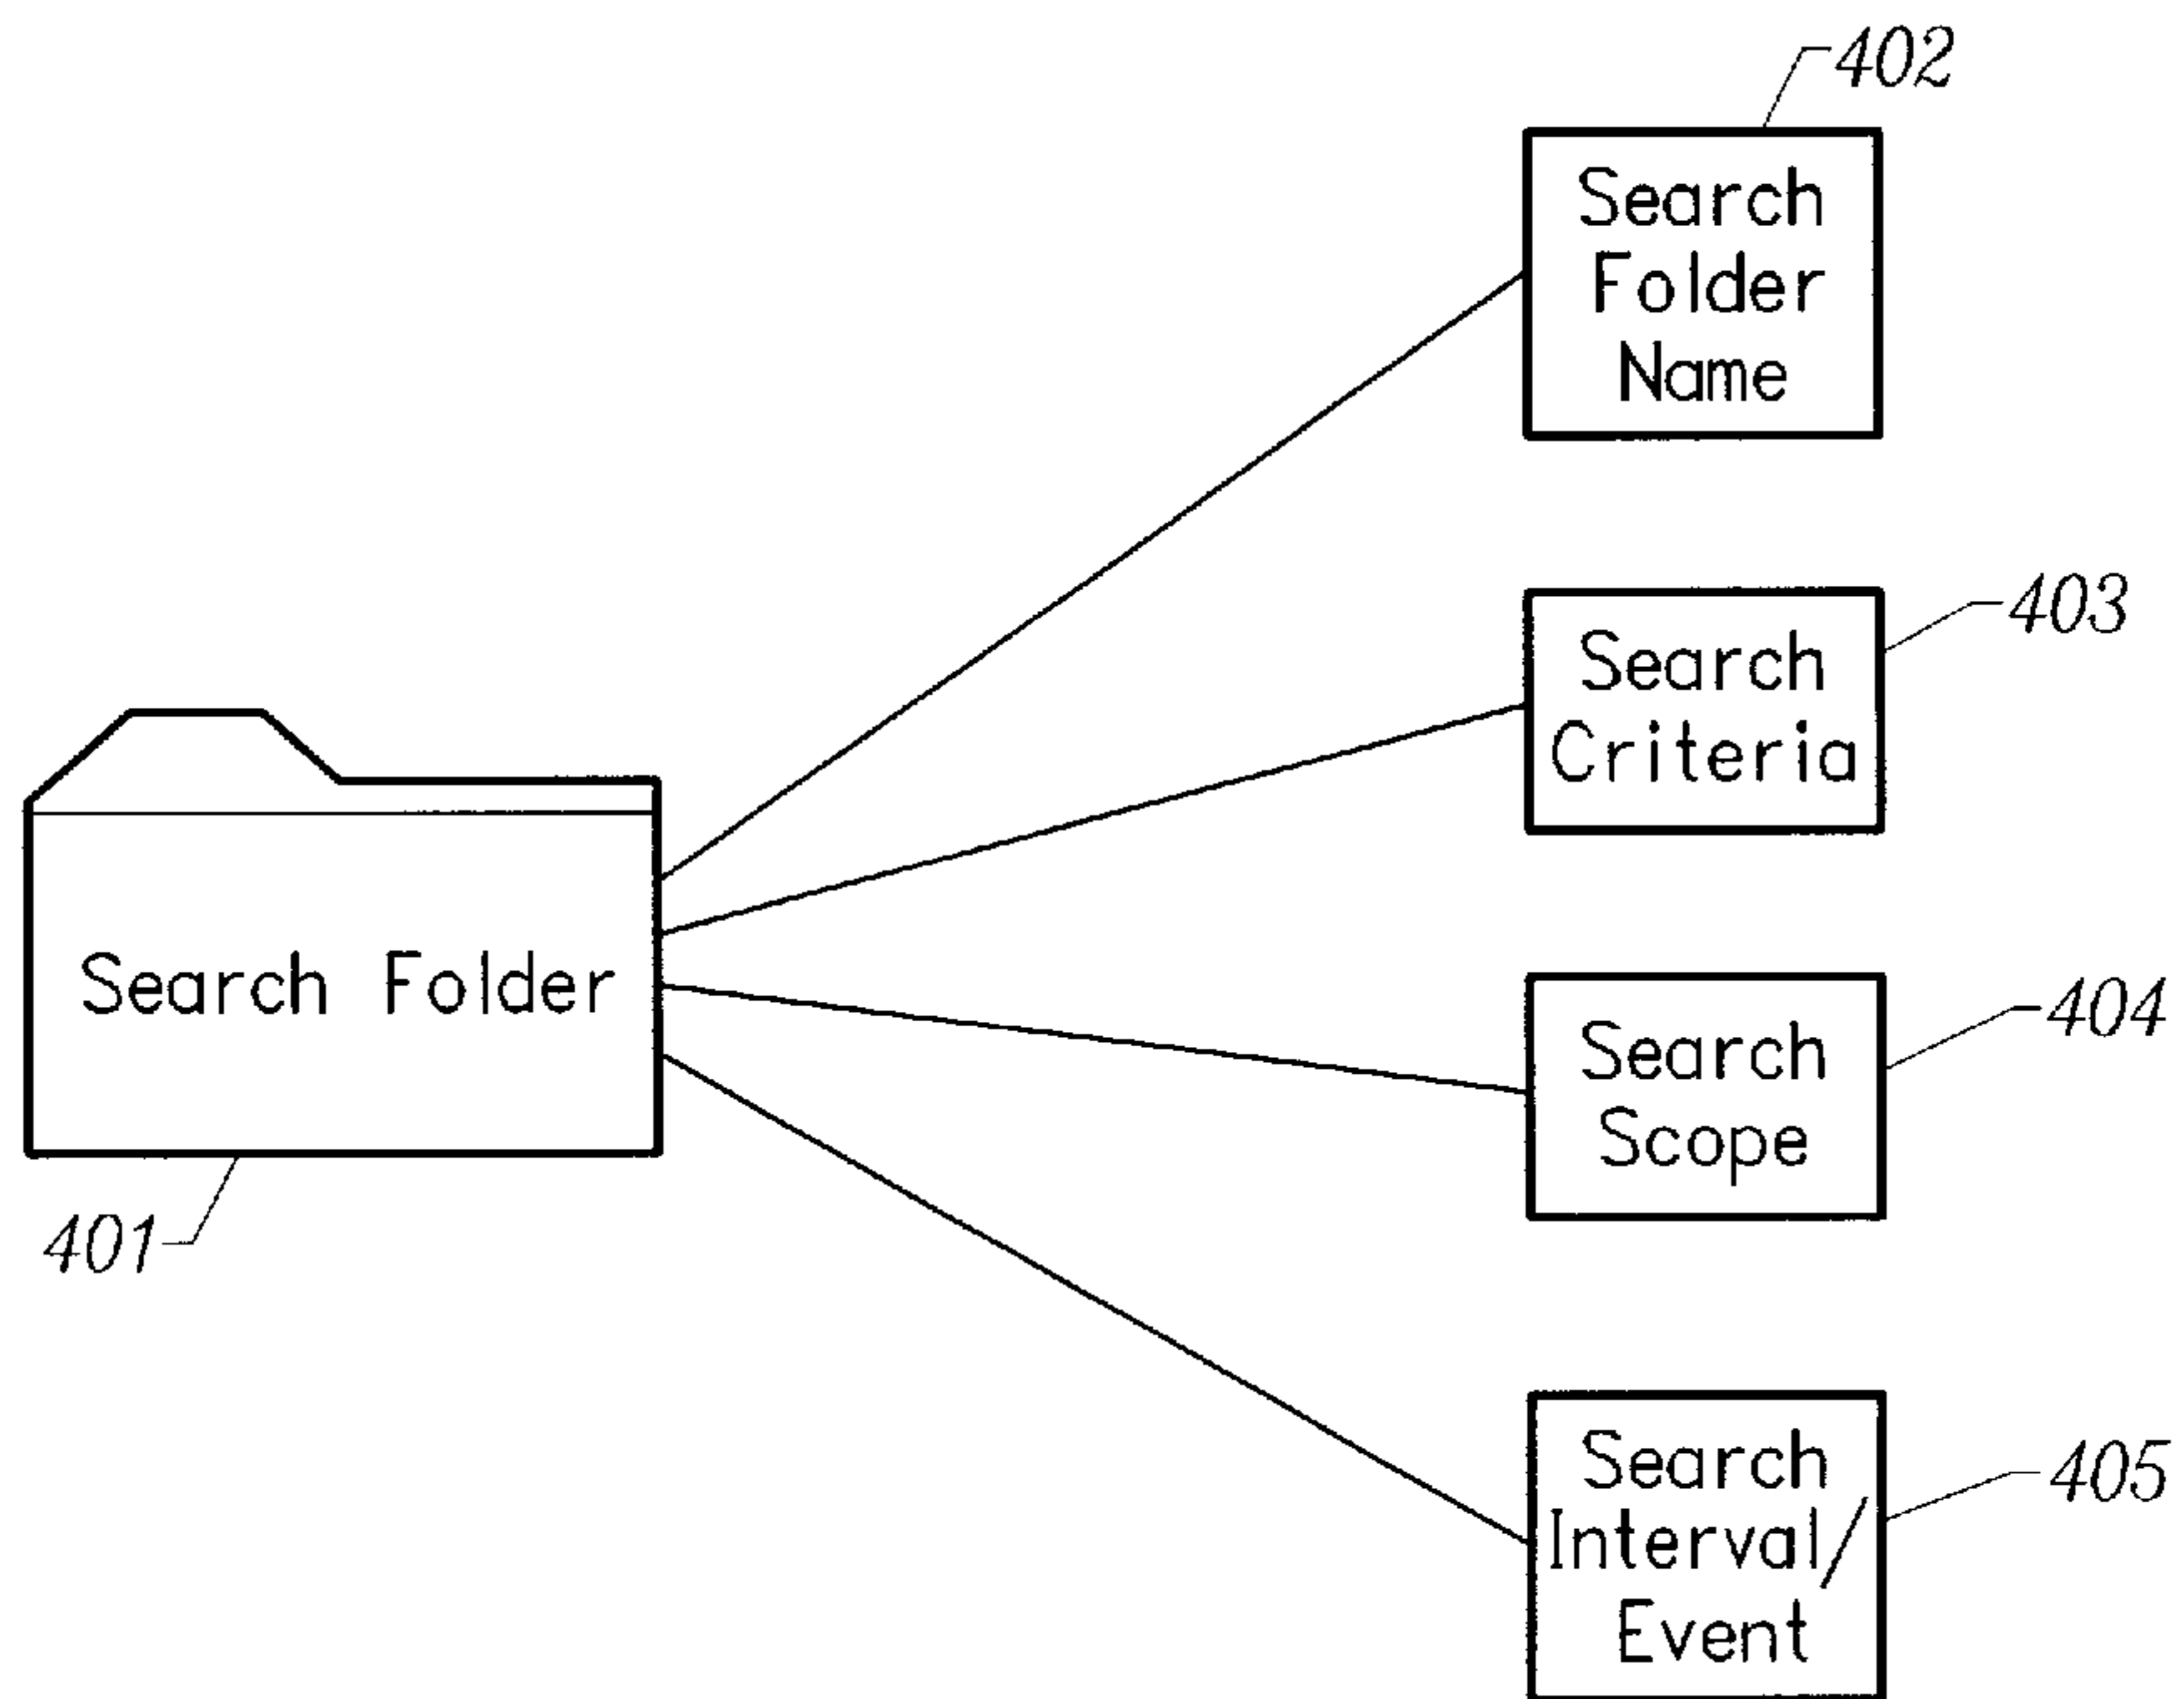 402
Search
Folder
Name
403
Search
Criteria
Search Folder
404
Search
Scope
401
405
Search
Interval/
Event